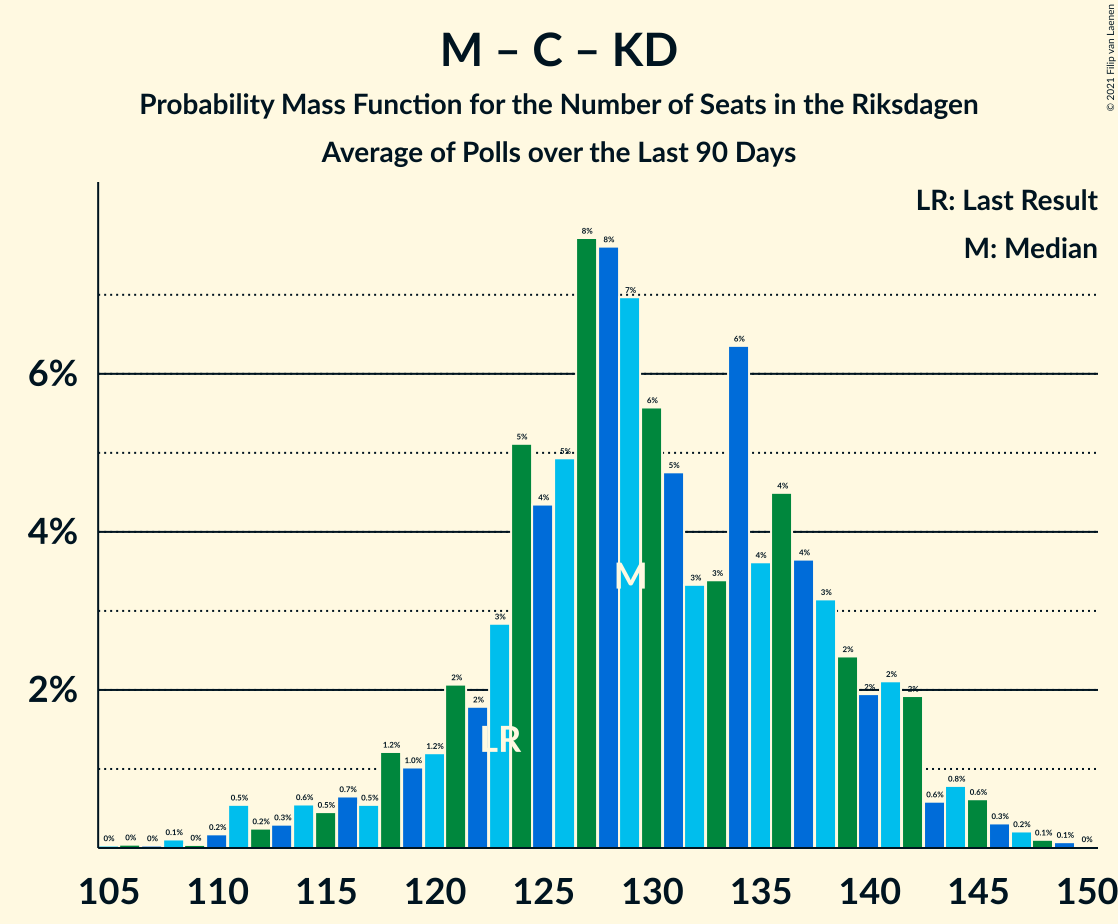 M – C – KD
Probability Mass Function for the Number of Seats in the Riksdagen
Average of Polls over the Last 90 Days
© 2021 Filip van Laenen
LR: Last Result
M: Median
6%
4%
2%
0% 0% 0% 0.1% 0% 0.2% 0.5% 0.2% 0.3% 0.6% 0.5% 0.7% 0.5% 1.2% 1.0% 1.2% 2% 2% 3% 5% 4% 5% 8% 8% 7% 6% 5% 3% 3% 6% 4% 4% 4% 3% 2% 2% 2% 2% 0.6% 0.8% 0.6% 0.3% 0.2% 0.1% 0.1% 0%
M
LR
105 110 115 120 125 130 135 140 145 150